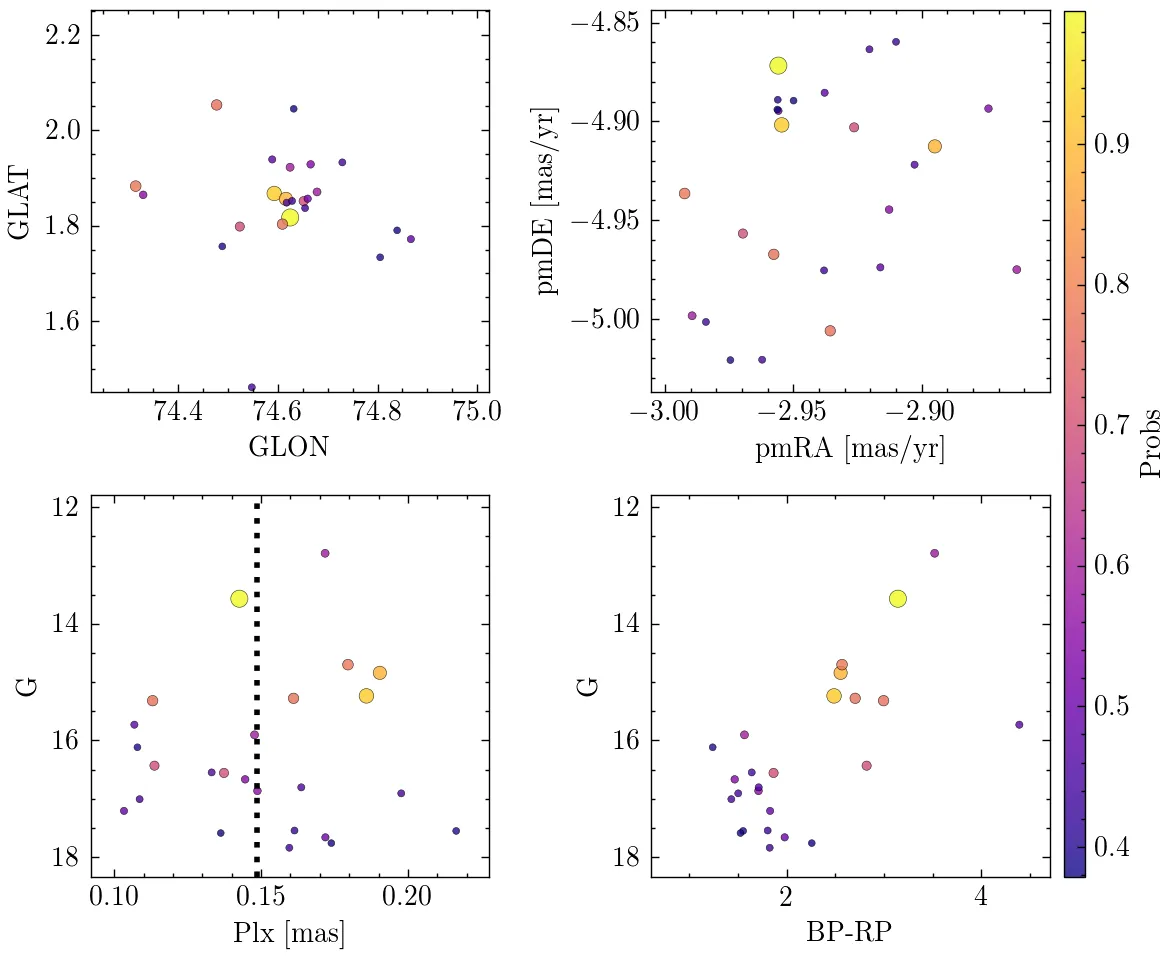 2.2
2.0
1.8
1.6
GLAT
74.4 74.6 74.8 75.0
GLON
−4.85
−4.90
−4.95
−5.00
pmDE [mas/yr]
−3.00 −2.95 −2.90
pmRA [mas/yr]
12
14
16
18
G
0.10 0.15 0.20
Plx [mas]
12
14
16
18
G
2 4
BP-RP
0.9
0.8
0.7
0.6
0.5
0.4
Probs